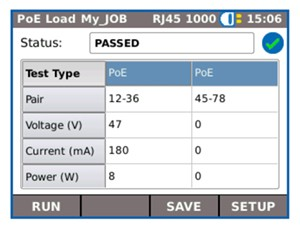 PoE Load My_JOB RJ45 1000 15:06
Status: PASSED
Test Type PoE PoE
Pair 12-36 45-78
Voltage (V) 47 0
Current (mA) 180 0
Power (W) 8 0
RUN SAVE SETUP